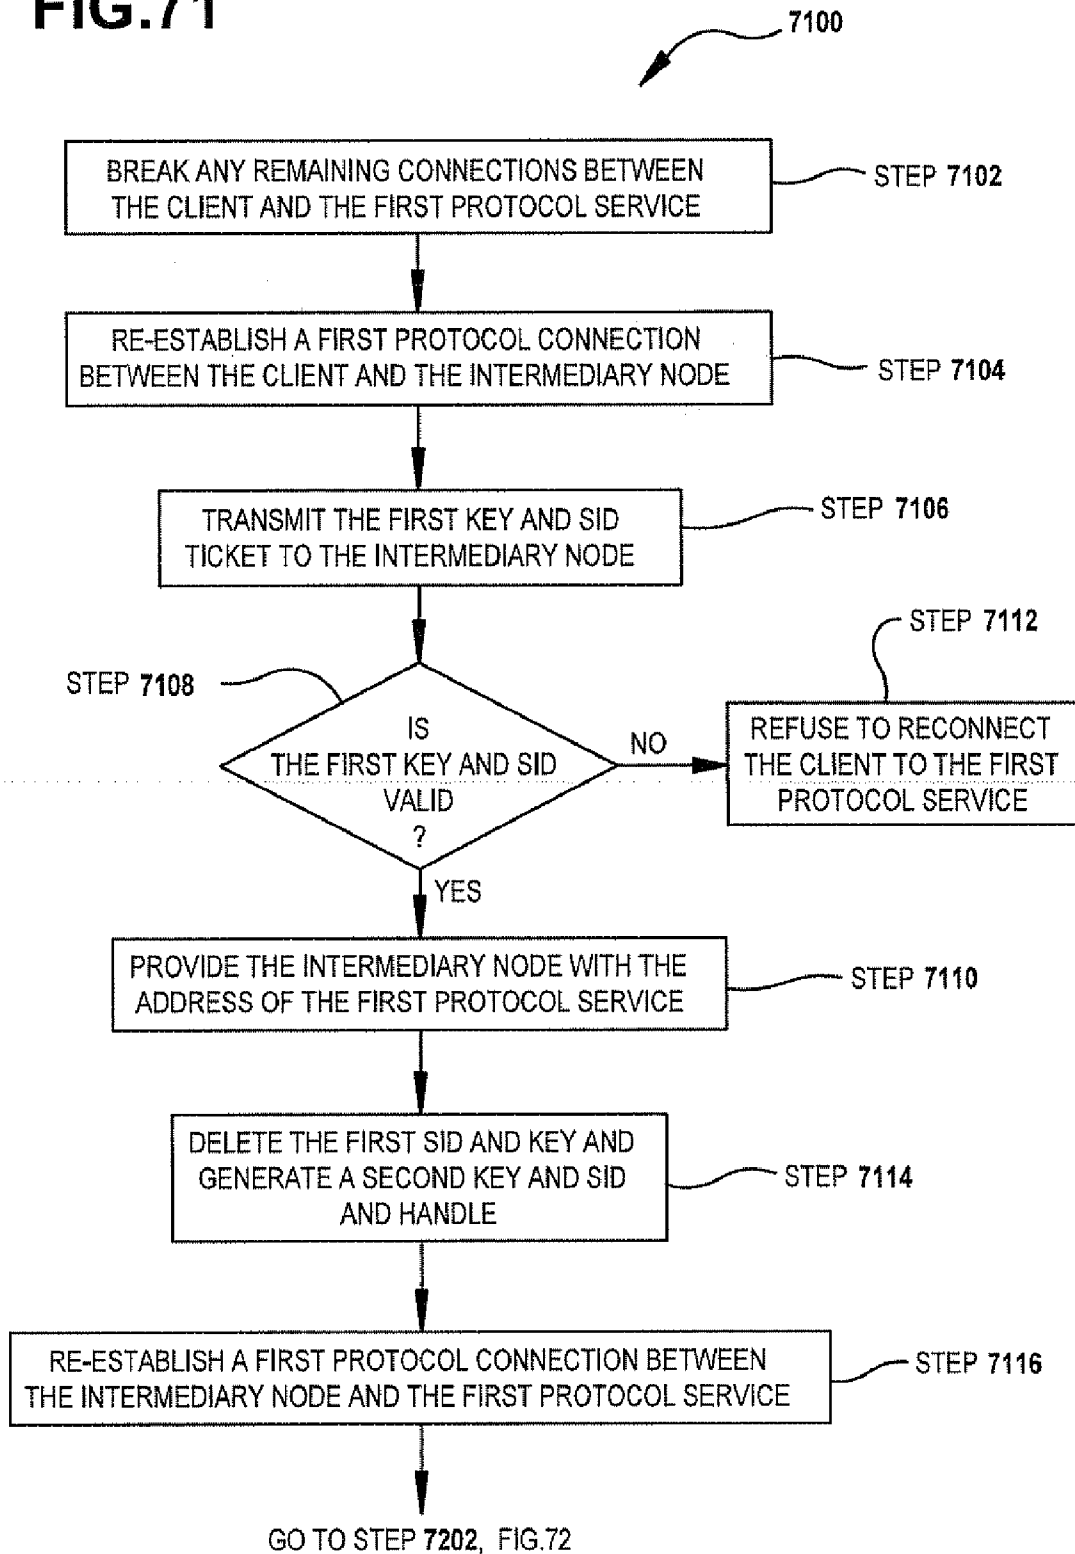 FIG.71
7100
BREAK ANY REMAINING CONNECTIONS BETWEEN
THE CLIENT AND THE FIRST PROTOCOL SERVICE
STEP 7102
RE-ESTABLISH A FIRST PROTOCOL CONNECTION
BETWEEN THE CLIENT AND THE INTERMEDIARY NODE
STEP 7104
TRANSMIT THE FIRST KEY AND SID
TICKET TO THE INTERMEDIARY NODE
STEP 7106
STEP 7112
STEP 7108
IS
THE FIRST KEY AND SID
VALID
?
NO
REFUSE TO RECONNECT
THE CLIENT TO THE FIRST
PROTOCOL SERVICE
YES
PROVIDE THE INTERMEDIARY NODE WITH THE
ADDRESS OF THE FIRST PROTOCOL SERVICE
STEP 7110
DELETE THE FIRST SID AND KEY AND
GENERATE A SECOND KEY AND SID
AND HANDLE
STEP 7114
RE-ESTABLISH A FIRST PROTOCOL CONNECTION BETWEEN
THE INTERMEDIARY NODE AND THE FIRST PROTOCOL SERVICE
STEP 7116
GO TO STEP 7202, FIG.72